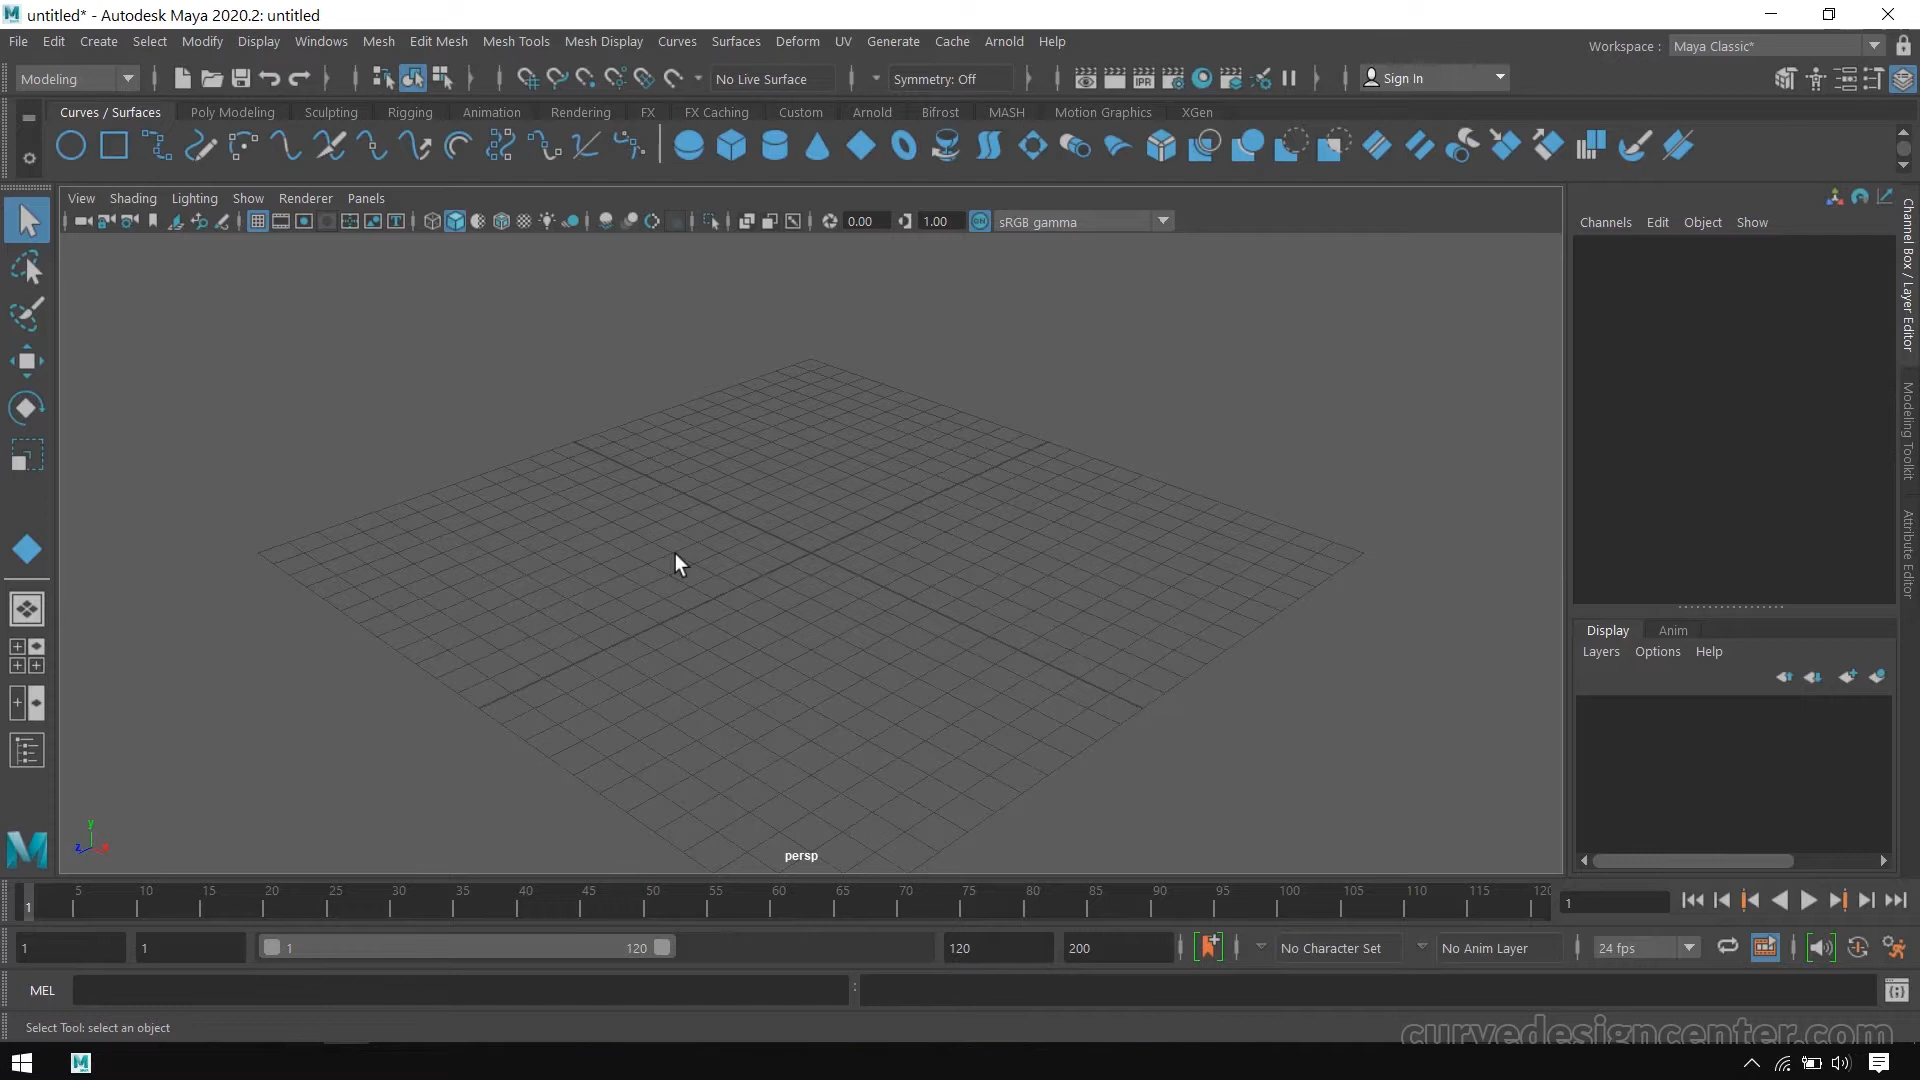 untitled* - Autodesk Maya 2020.2: untitled
File Edit Create Select Modify Display Windows Mesh Edit Mesh Mesh Tools Mesh Display Curves Surfaces Deform UV Generate Cache Arnold Help
Workspace : Maya Classic*
Modeling No Live Surface Symmetry: Off IPR Sign In
Curves / Surfaces Poly Modeling Sculpting Rigging Animation Rendering FX FX Caching Custom Arnold Bifrost MASH Motion Graphics XGen
View Shading Lighting Show Renderer Panels
0.00 1.00 ON sRGB gamma
Channels Edit Object Show
Channel Box / Layer Editor
Modeling Toolkit
Attribute Editor
Display Anim
Layers Options Help
y
z x
persp
M
5 10 15 20 25 30 35 40 45 50 55 60 65 70 75 80 85 90 95 100 105 110 115 120
1 1
1 1 1 120 120 200 No Character Set No Anim Layer 24 fps
MEL :
Select Tool: select an object
curvedesigncenter.com